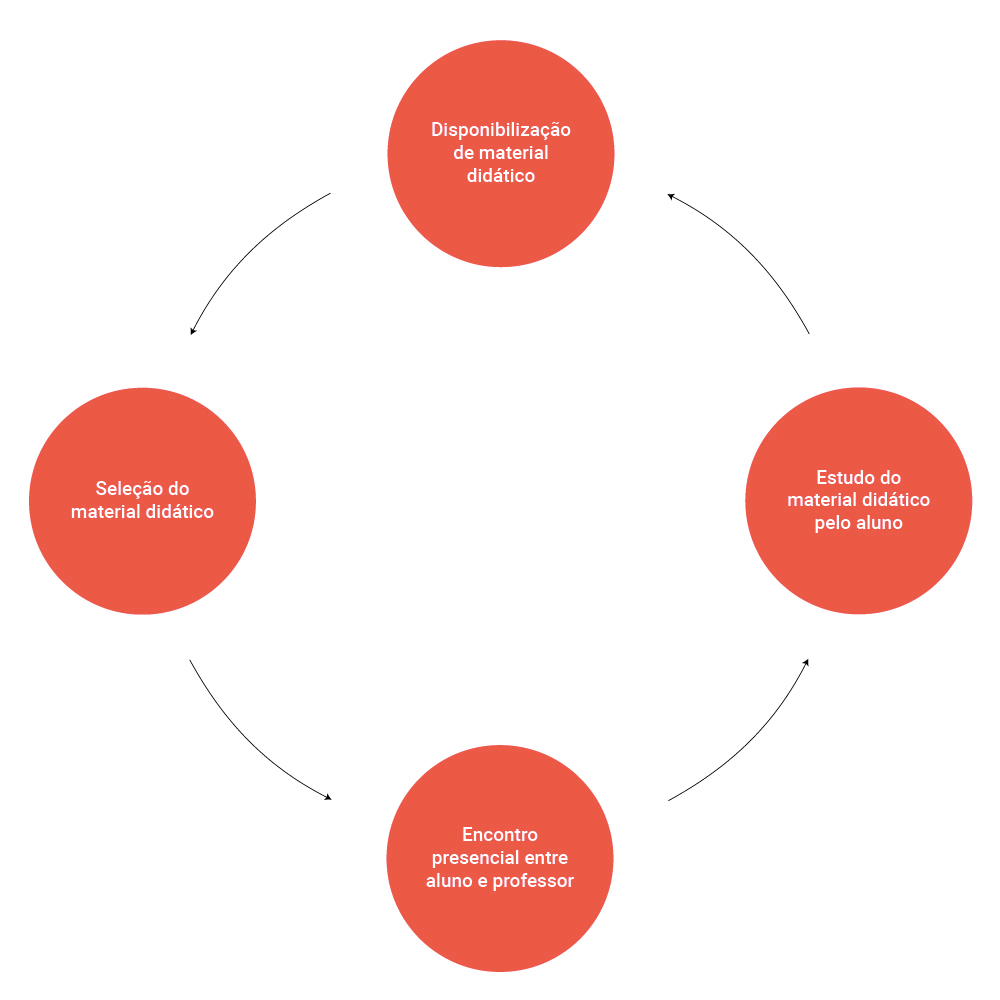 Disponibilização
de material
didático
Seleção do
material didático
Estudo do
material didático
pelo aluno
Encontro
presencial entre
aluno e professor